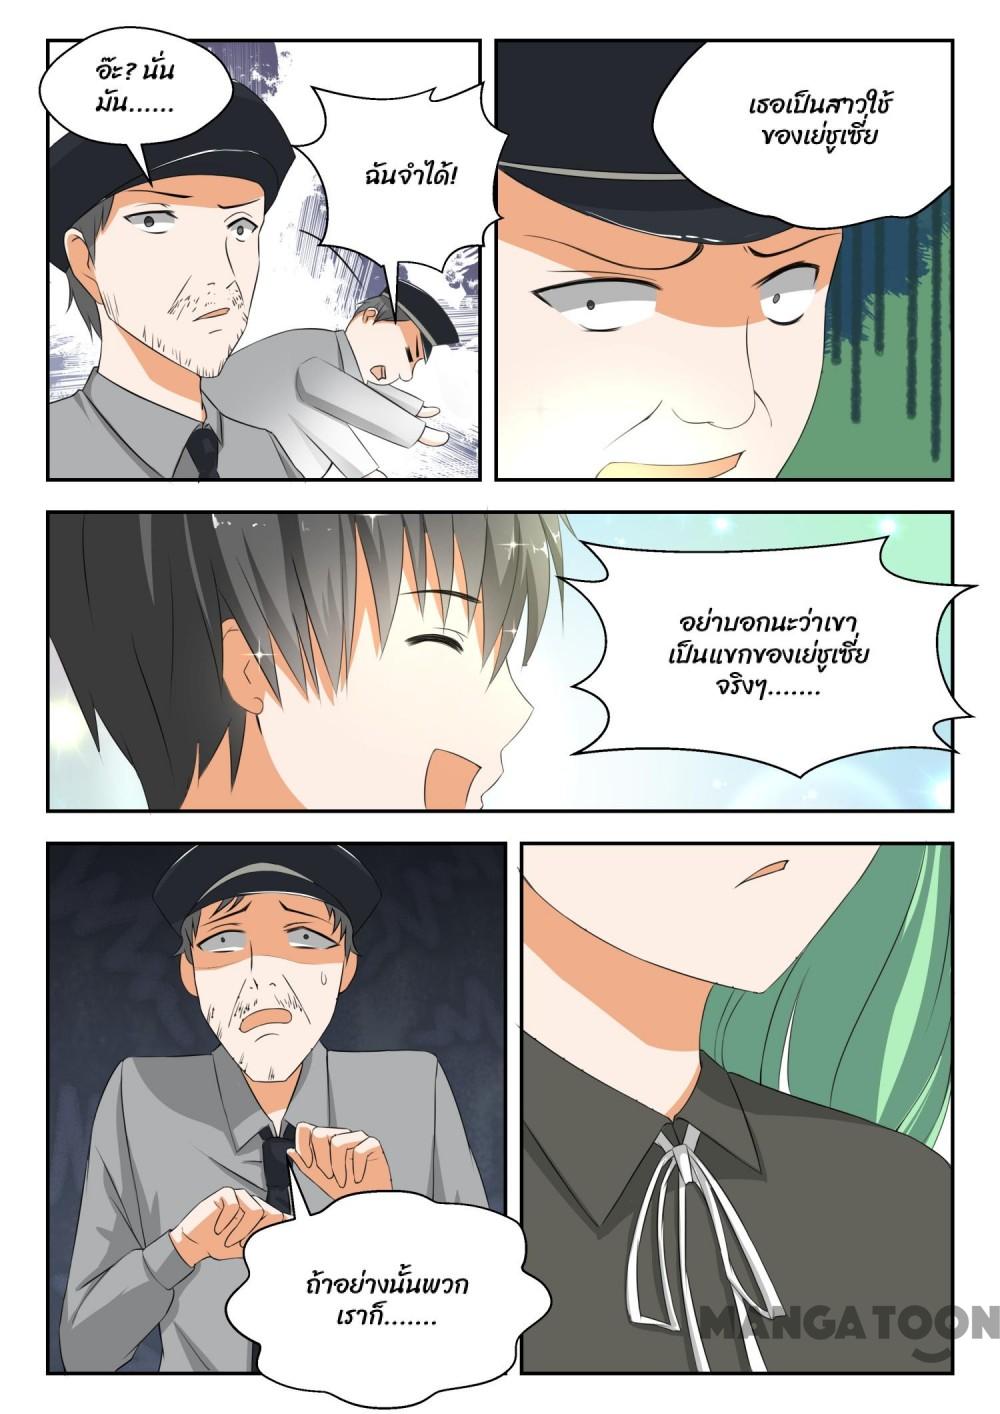 อ๊ะ? นั่น
มัน......
ฉันจำได้!
เธอเป็นสาวใช้
ของเย่ชูเซี่ย
อย่าบอกนะว่าเขา
เป็นแขกของเย่ชูเซี่ย
จริงๆ.......
ถ้าอย่างนั้นพวก
เราก็.......
MANGATOON